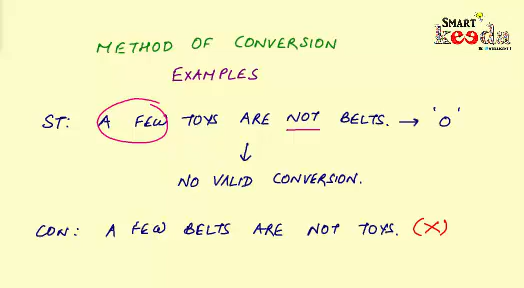 SMART
KEEDA
METHOD OF CONVERSION
EXAMPLES
ST: A FEW TOYS ARE NOT BELTS. → 'O'
↓
NO VALID CONVERSION.
CON: A FEW BELTS ARE NOT TOYS. (X)